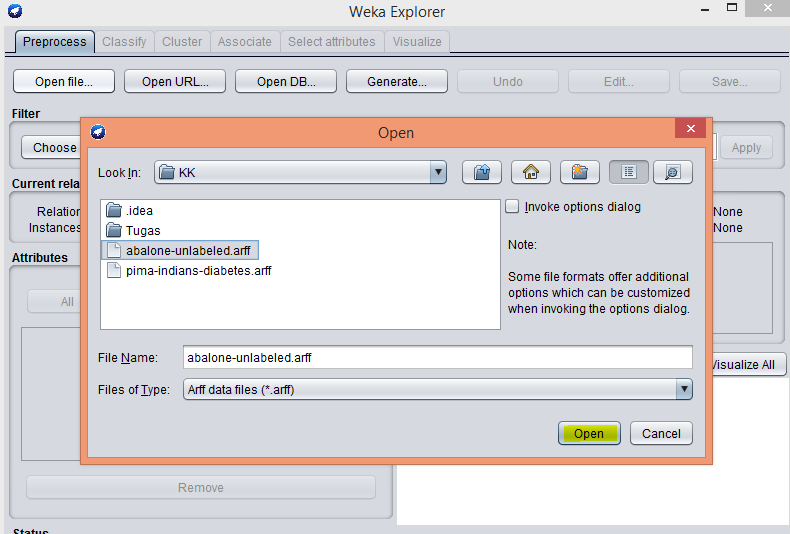 Weka Explorer
Preprocess Classify Cluster Associate Select attributes Visualize
Open file... Open URL... Open DB... Generate... Undo Edit... Save...
Filter
Choose Apply
Current rela
Relation None
Instances None
Attributes
All
Visualize All
Remove
Status
Open
Look In: KK
.idea
Tugas
abalone-unlabeled.arff
pima-indians-diabetes.arff
Invoke options dialog
Note:
Some file formats offer additional
options which can be customized
when invoking the options dialog.
File Name: abalone-unlabeled.arff
Files of Type: Arff data files (*.arff)
Open Cancel